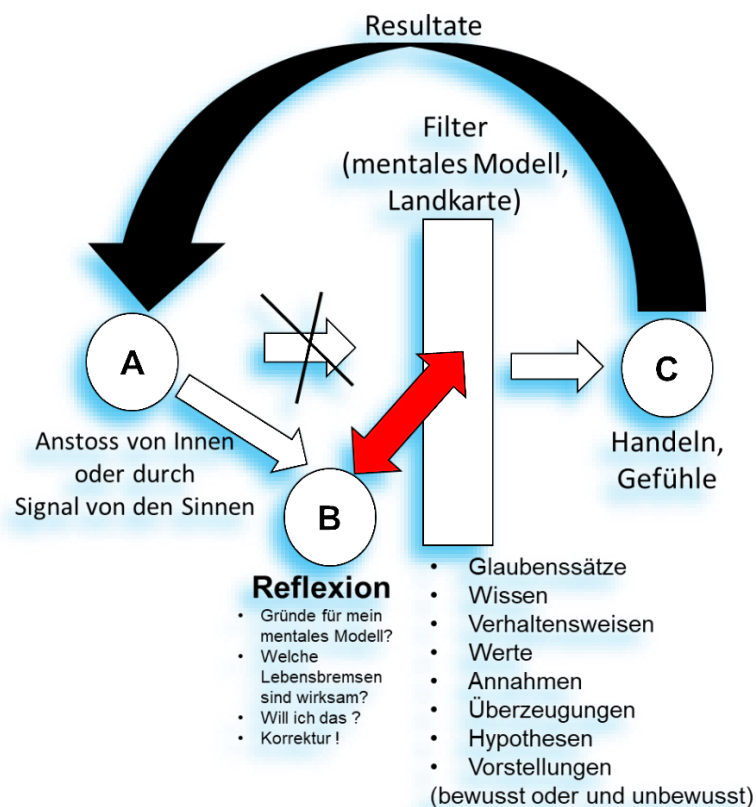 Resultate
Filter
(mentales Modell,
Landkarte)
A
Anstoss von Innen
oder durch
Signal von den Sinnen
B
Reflexion
• Gründe für mein
mentales Modell?
• Welche
Lebensbremsen
sind wirksam?
• Will ich das ?
• Korrektur !
C
Handeln,
Gefühle
• Glaubenssätze
• Wissen
• Verhaltensweisen
• Werte
• Annahmen
• Überzeugungen
• Hypothesen
• Vorstellungen
(bewusst oder und unbewusst)